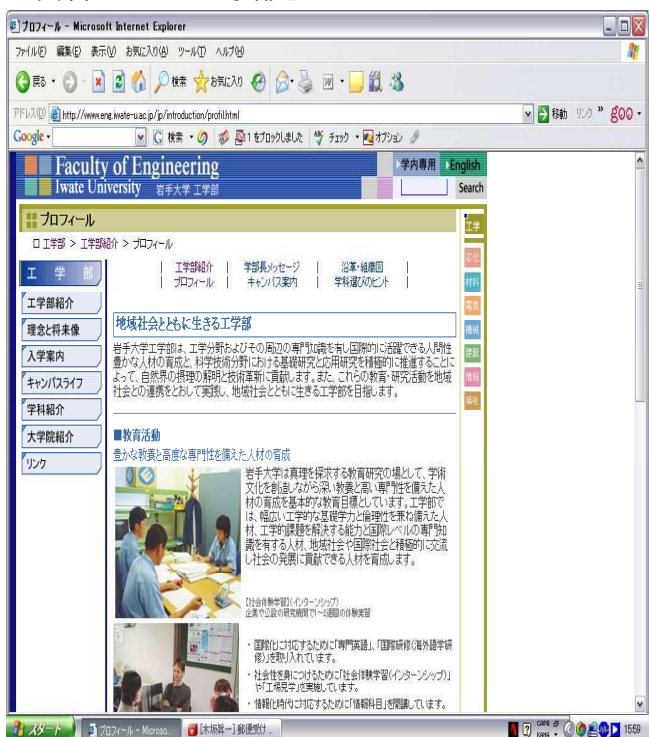 プロフィール - Microsoft Internet Explorer
ファイル(F) 編集(E) 表示(V) お気に入り(A) ツール(T) ヘルプ(H)
戻る 検索 お気に入り
アドレス(D) http://www.eng.iwate-u.ac.jp/jp/introduction/profil.html 移動 リンク » goo
Google 検索 1 をブロックしました チェック オプション
Faculty of Engineering
Iwate University 岩手大学 工学部
学内専用 English
Search
プロフィール
工学部 > 工学部紹介 > プロフィール
工学部
工学部紹介
理念と将来像
入学案内
キャンパスライフ
学科紹介
大学院紹介
リンク
| 工学部紹介 | 学部長メッセージ | 沿革・組織図 |
| プロフィール | キャンパス案内 | 学科選びのヒント |
地域社会とともに生きる工学部
岩手大学工学部は、工学分野およびその周辺の専門知識を有し国際的に活躍できる人間性
豊かな人材の育成と、科学技術分野における基礎研究と応用研究を積極的に推進することに
よって、自然界の摂理の解明と技術革新に貢献します。また、これらの教育・研究活動を地域
社会との連携をとおして実践し、地域社会とともに生きる工学部を目指します。
■教育活動
豊かな教養と高度な専門性を備えた人材の育成
岩手大学は真理を探求する教育研究の場として、学術
文化を創造しながら深い教養と高い専門性を備えた人
材の育成を基本的な教育目標としています。工学部で
は、幅広い工学的な基礎学力と倫理性を兼ね備えた人
材、工学的課題を解決する能力と国際レベルの専門知
識を有する人材、地域社会や国際社会と積極的に交流
し社会の発展に貢献できる人材を育成します。
【社会体験学習】(インターンシップ)
企業や公設の研究機関で1～2週間の体験実習
・国際化に対応するために「専門英語」、「国際研修(海外語学研
修)」を取り入れています。
・社会性を身につけるために「社会体験学習(インターンシップ)」
や「工場見学」を実施しています。
・情報化時代に対応するために「情報科目」を開講しています。
工学
応化
材料
電気
機械
建設
情報
福祉
スタート プロフィール - Microso... [木坂眞一] 郵便受け ... CAPS KANA 15:59